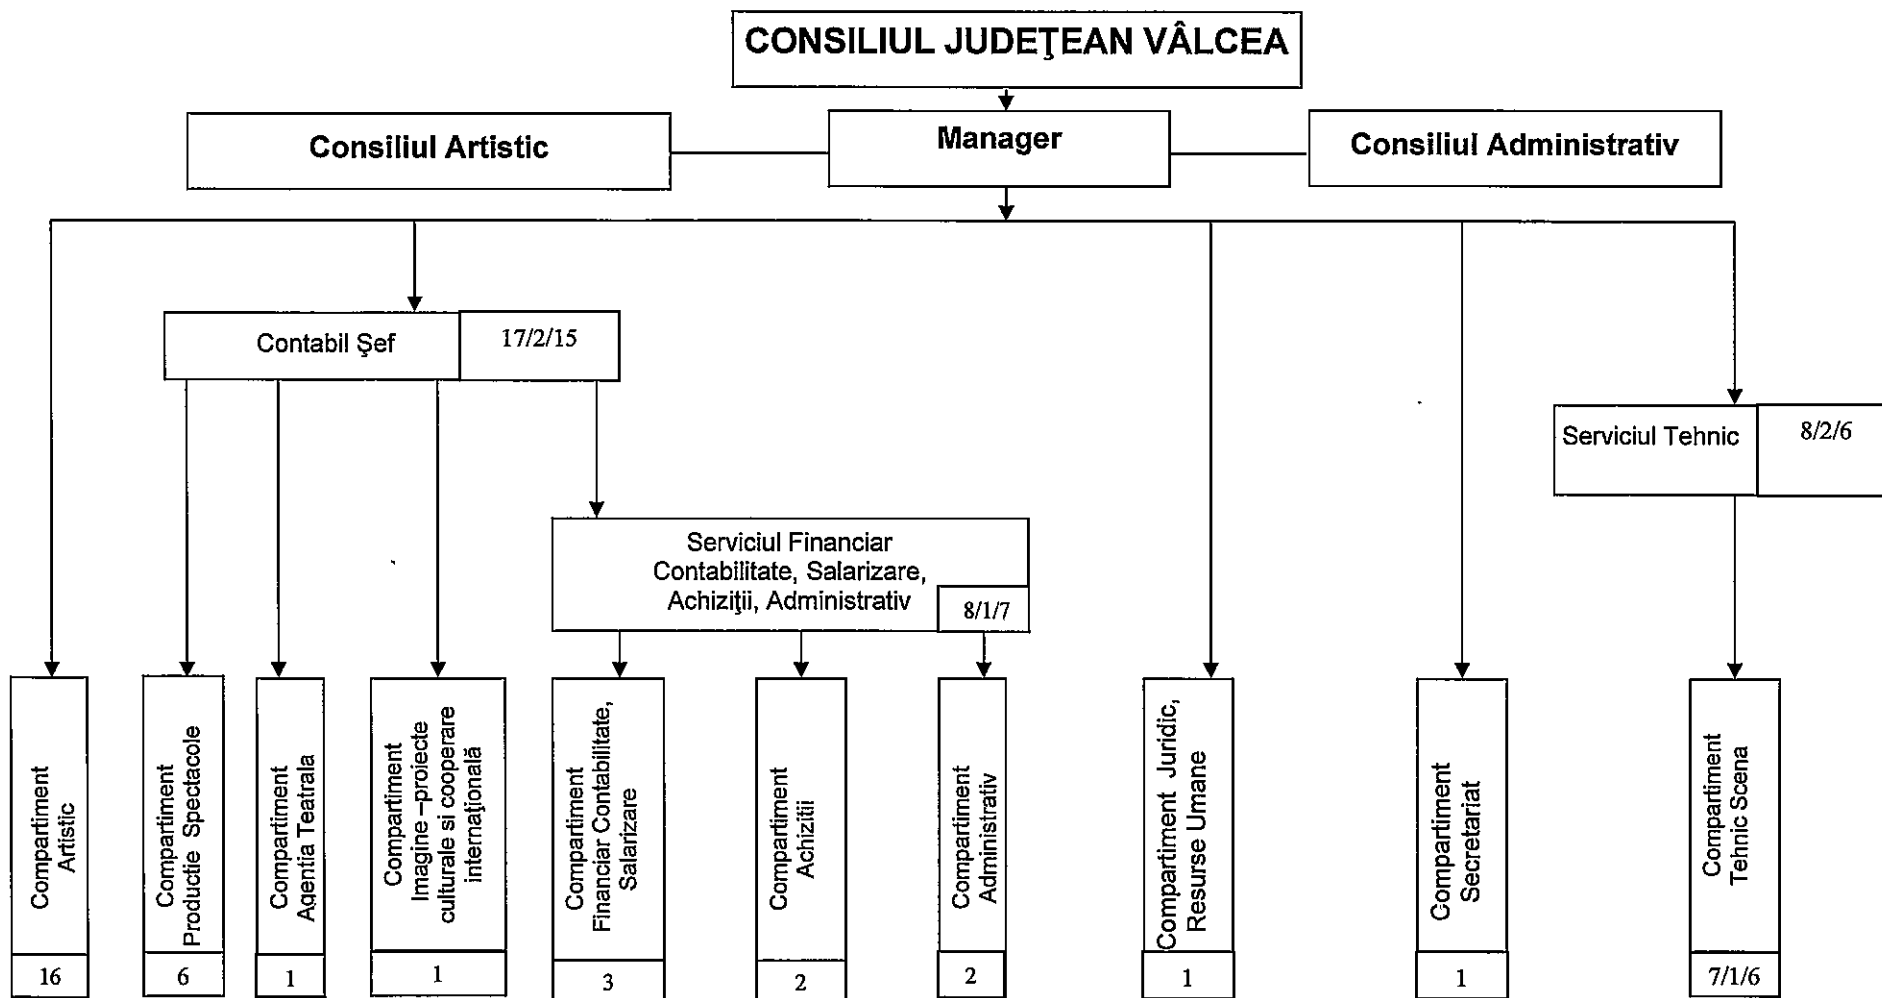 CONSILIUL JUDEŢEAN VÂLCEA
Consiliul Artistic
Manager
Consiliul Administrativ
Contabil Şef
17/2/15
Serviciul Tehnic
8/2/6
Serviciul Financiar
Contabilitate, Salarizare,
Achiziţii, Administrativ
8/1/7
Compartiment
Artistic
16
Compartiment
Productie Spectacole
6
Compartiment
Agentia Teatrala
1
Compartiment
Imagine –proiecte
culturale si cooperare
internaţională
1
Compartiment
Financiar Contabilitate,
Salarizare
3
Compartiment
Achizitii
2
Compartiment
Administrativ
2
Compartiment Juridic,
Resurse Umane
1
Compartiment
Secretariat
1
Compartiment
Tehnic Scena
7/1/6